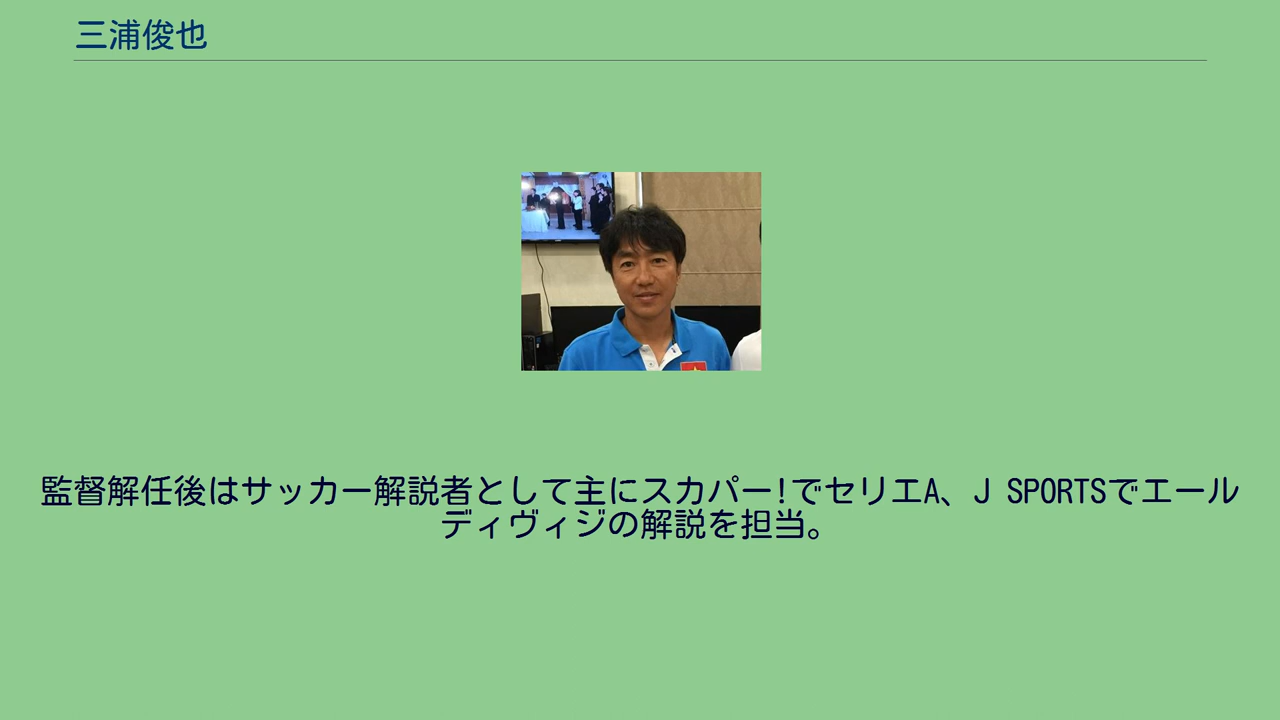 三浦俊也
監督解任後はサッカー解説者として主にスカパー!でセリエA、J SPORTSでエール
ディヴィジの解説を担当。